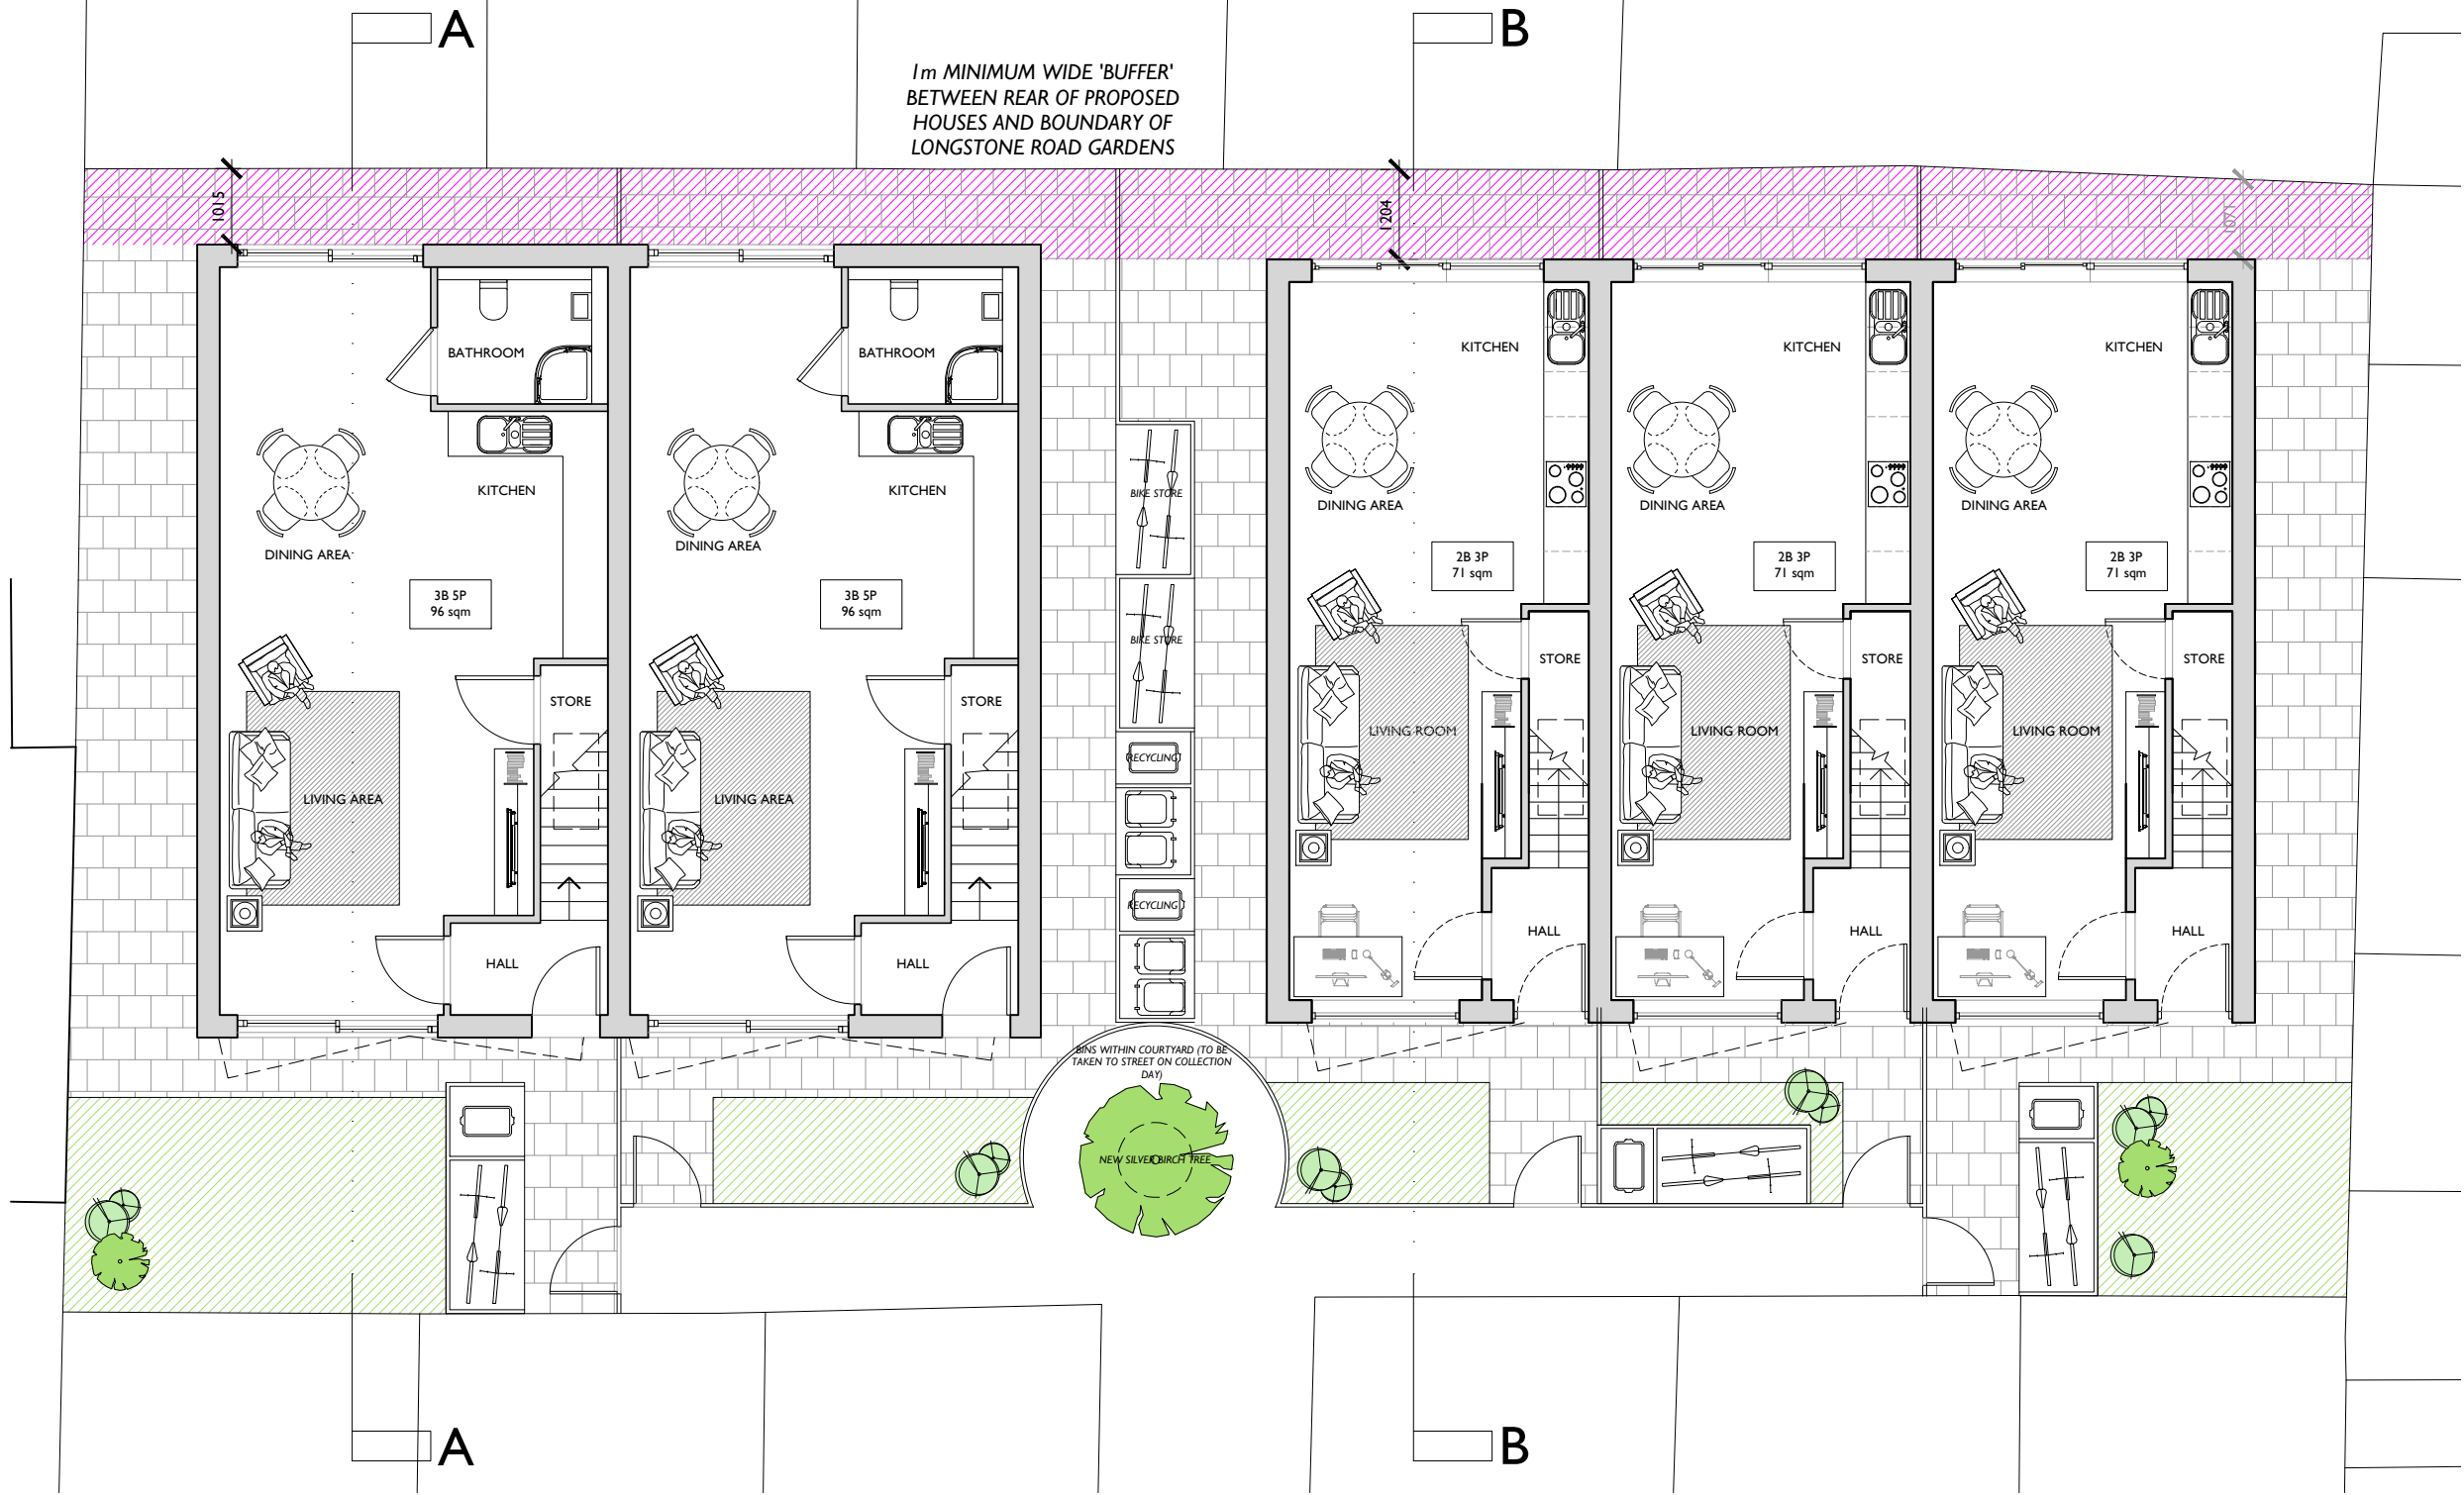 A
B
1m MINIMUM WIDE 'BUFFER'
BETWEEN REAR OF PROPOSED
HOUSES AND BOUNDARY OF
LONGSTONE ROAD GARDENS
1015
1204
1071
BATHROOM
BATHROOM
KITCHEN
KITCHEN
KITCHEN
KITCHEN
KITCHEN
DINING AREA
DINING AREA
DINING AREA
DINING AREA
DINING AREA
BIKE STORE
BIKE STORE
3B 5P
96 sqm
3B 5P
96 sqm
2B 3P
71 sqm
2B 3P
71 sqm
2B 3P
71 sqm
STORE
STORE
STORE
STORE
STORE
LIVING AREA
LIVING AREA
LIVING ROOM
LIVING ROOM
LIVING ROOM
RECYCLING
RECYCLING
HALL
HALL
HALL
HALL
HALL
BINS WITHIN COURTYARD (TO BE
TAKEN TO STREET ON COLLECTION
DAY)
NEW SILVER BIRCH TREE
A
B